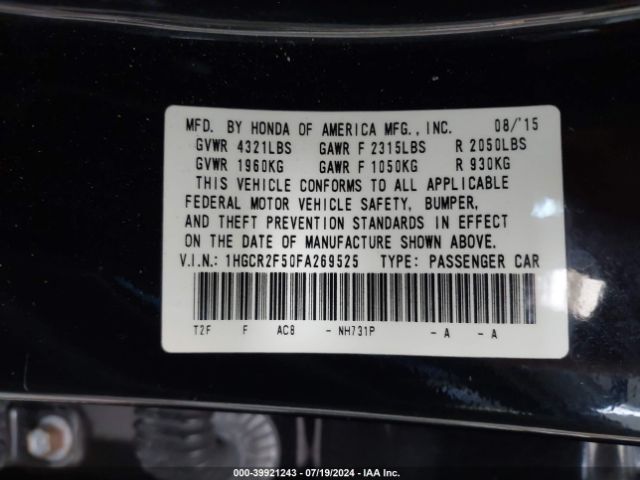 MFD. BY HONDA OF AMERICA MFG., INC. 08/'15
GVWR 4321LBS GAWR F 2315LBS R 2050LBS
GVWR 1960KG GAWR F 1050KG R 930KG
THIS VEHICLE CONFORMS TO ALL APPLICABLE
FEDERAL MOTOR VEHICLE SAFETY, BUMPER,
AND THEFT PREVENTION STANDARDS IN EFFECT
ON THE DATE OF MANUFACTURE SHOWN ABOVE.
V.I.N.: 1HGCR2F50FA269525 TYPE: PASSENGER CAR
T2F F AC8 - NH731P - A - A
000-39921243 - 07/19/2024 - IAA Inc.